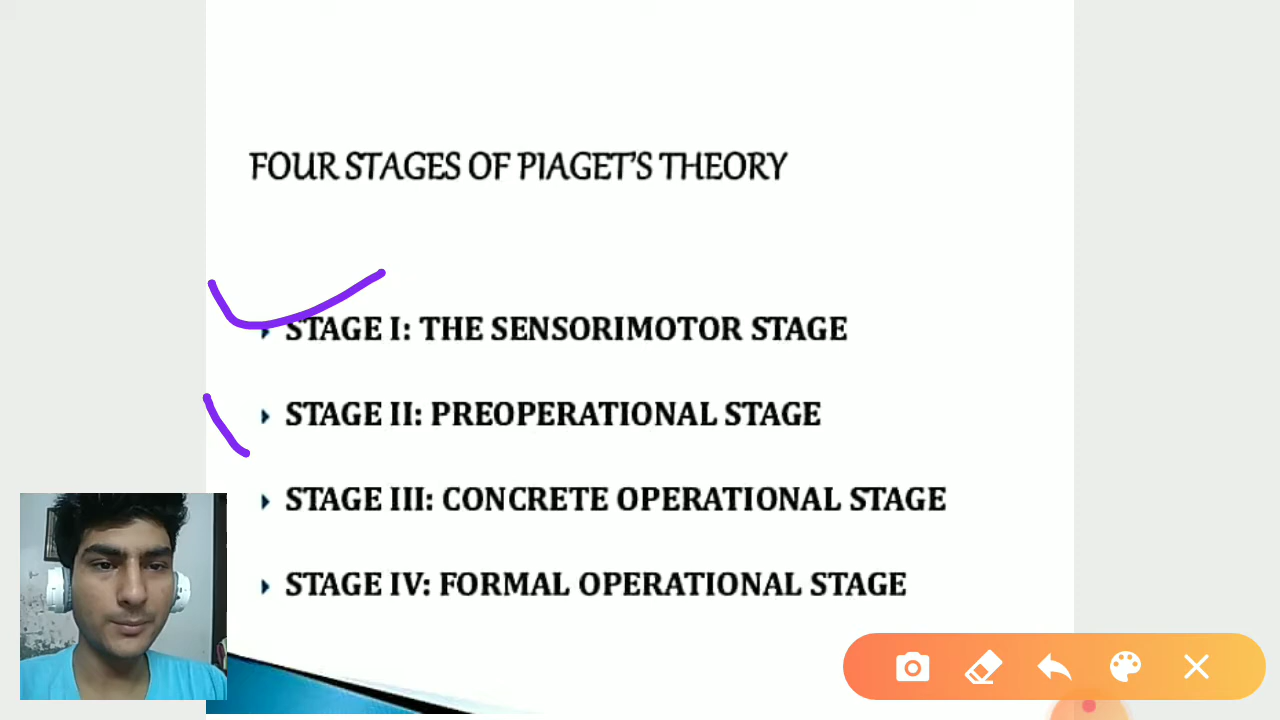 FOUR STAGES OF PIAGET'S THEORY
STAGE I: THE SENSORIMOTOR STAGE
STAGE II: PREOPERATIONAL STAGE
STAGE III: CONCRETE OPERATIONAL STAGE
STAGE IV: FORMAL OPERATIONAL STAGE